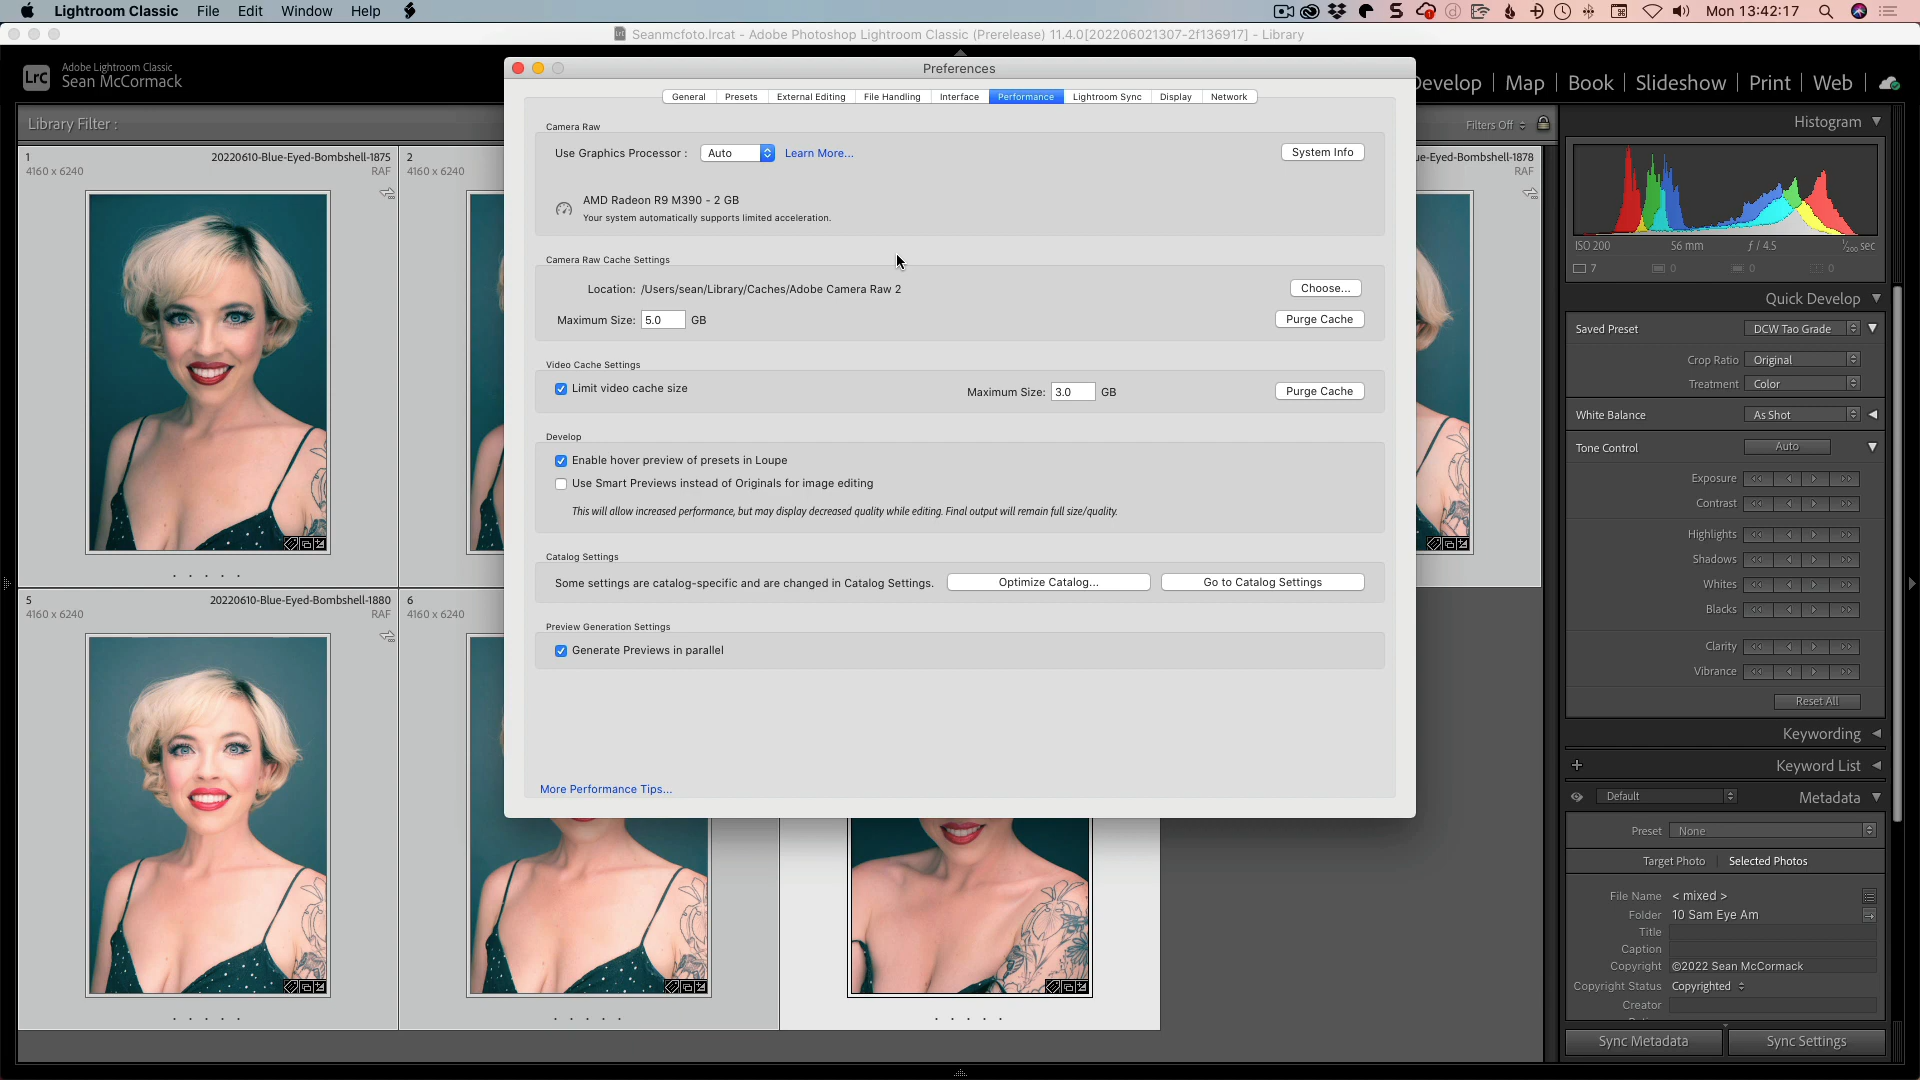 Lightroom Classic File Edit Window Help
Mon 13:42:17
Seanmcfoto.lrcat - Adobe Photoshop Lightroom Classic (Prerelease) 11.4.0[202206021307-2f136917] - Library
Lrc
Adobe Lightroom Classic
Sean McCormack
Develop | Map | Book | Slideshow | Print | Web
Library Filter :
Filters Off
1
20220610-Blue-Eyed-Bombshell-1875
4160 x 6240
RAF
2
4160 x 6240
ue-Eyed-Bombshell-1878
RAF
5
20220610-Blue-Eyed-Bombshell-1880
4160 x 6240
RAF
6
4160 x 6240
Preferences
General Presets External Editing File Handling Interface Performance Lightroom Sync Display Network
Camera Raw
Use Graphics Processor : Auto Learn More... System Info
AMD Radeon R9 M390 - 2 GB
Your system automatically supports limited acceleration.
Camera Raw Cache Settings
Location: /Users/sean/Library/Caches/Adobe Camera Raw 2 Choose...
Maximum Size: 5.0 GB Purge Cache
Video Cache Settings
Limit video cache size Maximum Size: 3.0 GB Purge Cache
Develop
Enable hover preview of presets in Loupe
Use Smart Previews instead of Originals for image editing
This will allow increased performance, but may display decreased quality while editing. Final output will remain full size/quality.
Catalog Settings
Some settings are catalog-specific and are changed in Catalog Settings. Optimize Catalog... Go to Catalog Settings
Preview Generation Settings
Generate Previews in parallel
More Performance Tips...
Histogram
ISO 200 56 mm ƒ / 4.5 1/200 sec
7 0 0 0
Quick Develop
Saved Preset DCW Tao Grade
Crop Ratio Original
Treatment Color
White Balance As Shot
Tone Control Auto
Exposure
Contrast
Highlights
Shadows
Whites
Blacks
Clarity
Vibrance
Reset All
Keywording
Keyword List
Default Metadata
Preset None
Target Photo Selected Photos
File Name < mixed >
Folder 10 Sam Eye Am
Title
Caption
Copyright ©2022 Sean McCormack
Copyright Status Copyrighted
Creator
Sync Metadata Sync Settings